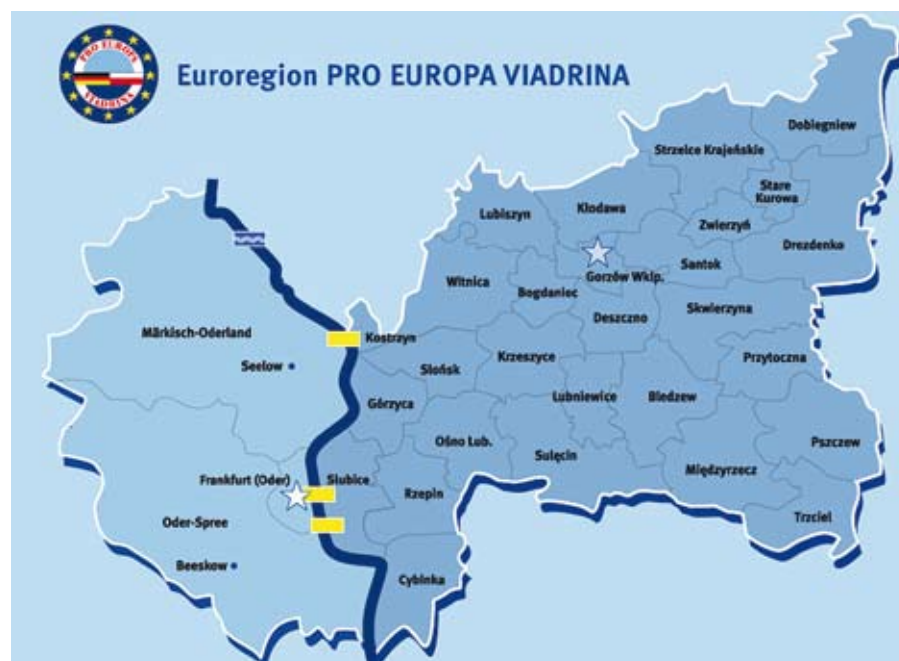 PRO EUROPA
VIADRINA
Euroregion PRO EUROPA VIADRINA
Dobiegniew
Strzelce Krajeńskie
Stare
Kurowa
Lubiszyn
Kłodawa
Zwierzyń
Drezdenko
Santok
Gorzów Wklp.
Witnica
Bogdaniec
Deszczno
Skwierzyna
Märkisch-Oderland
Kostrzyn
Seelow
Słońsk
Krzeszyce
Przytoczna
Górzyca
Lubniewice
Bledzew
Ośno Lub.
Sulęcin
Pszczew
Międzyrzecz
Frankfurt (Oder)
Słubice
Rzepin
Oder-Spree
Trzciel
Beeskow
Cybinka